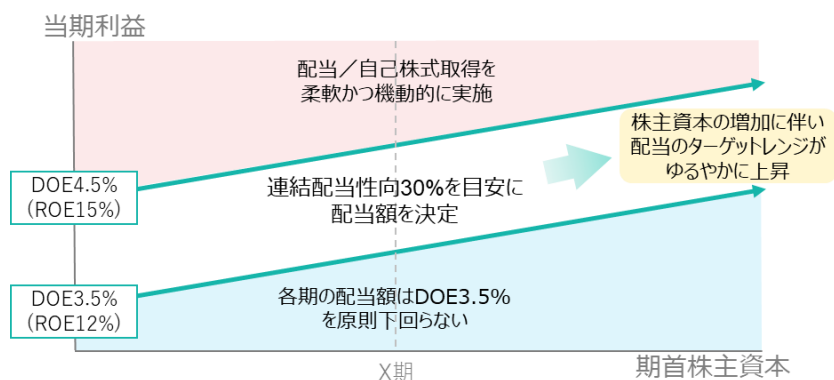 当期利益
配当／自己株式取得を
柔軟かつ機動的に実施
株主資本の増加に伴い
配当のターゲットレンジが
ゆるやかに上昇
DOE4.5%
(ROE15%)
連結配当性向30%を目安に
配当額を決定
DOE3.5%
(ROE12%)
各期の配当額はDOE3.5%
を原則下回らない
X期
期首株主資本